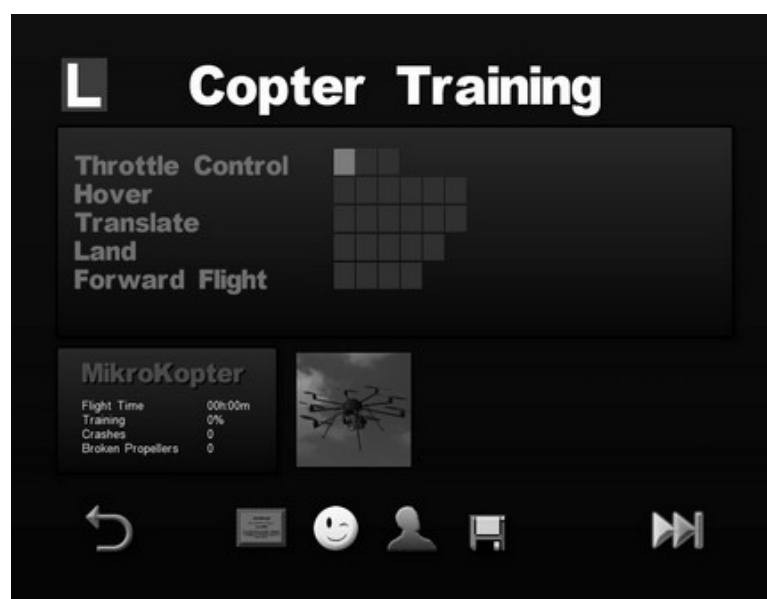 L Copter Training
Throttle Control
Hover
Translate
Land
Forward Flight
MikroKopter
Flight Time 00h:00m
Training 0%
Crashes 0
Broken Propellers 0